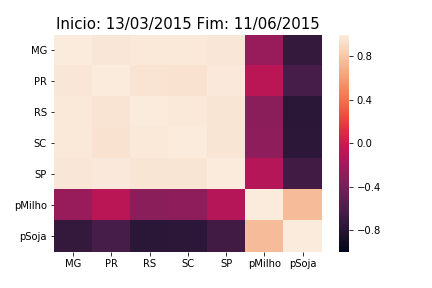 Inicio: 13/03/2015 Fim: 11/06/2015
MG
PR
RS
SC
SP
pMilho
pSoja
MG PR RS SC SP pMilho pSoja
0.8
0.4
0.0
−0.4
−0.8